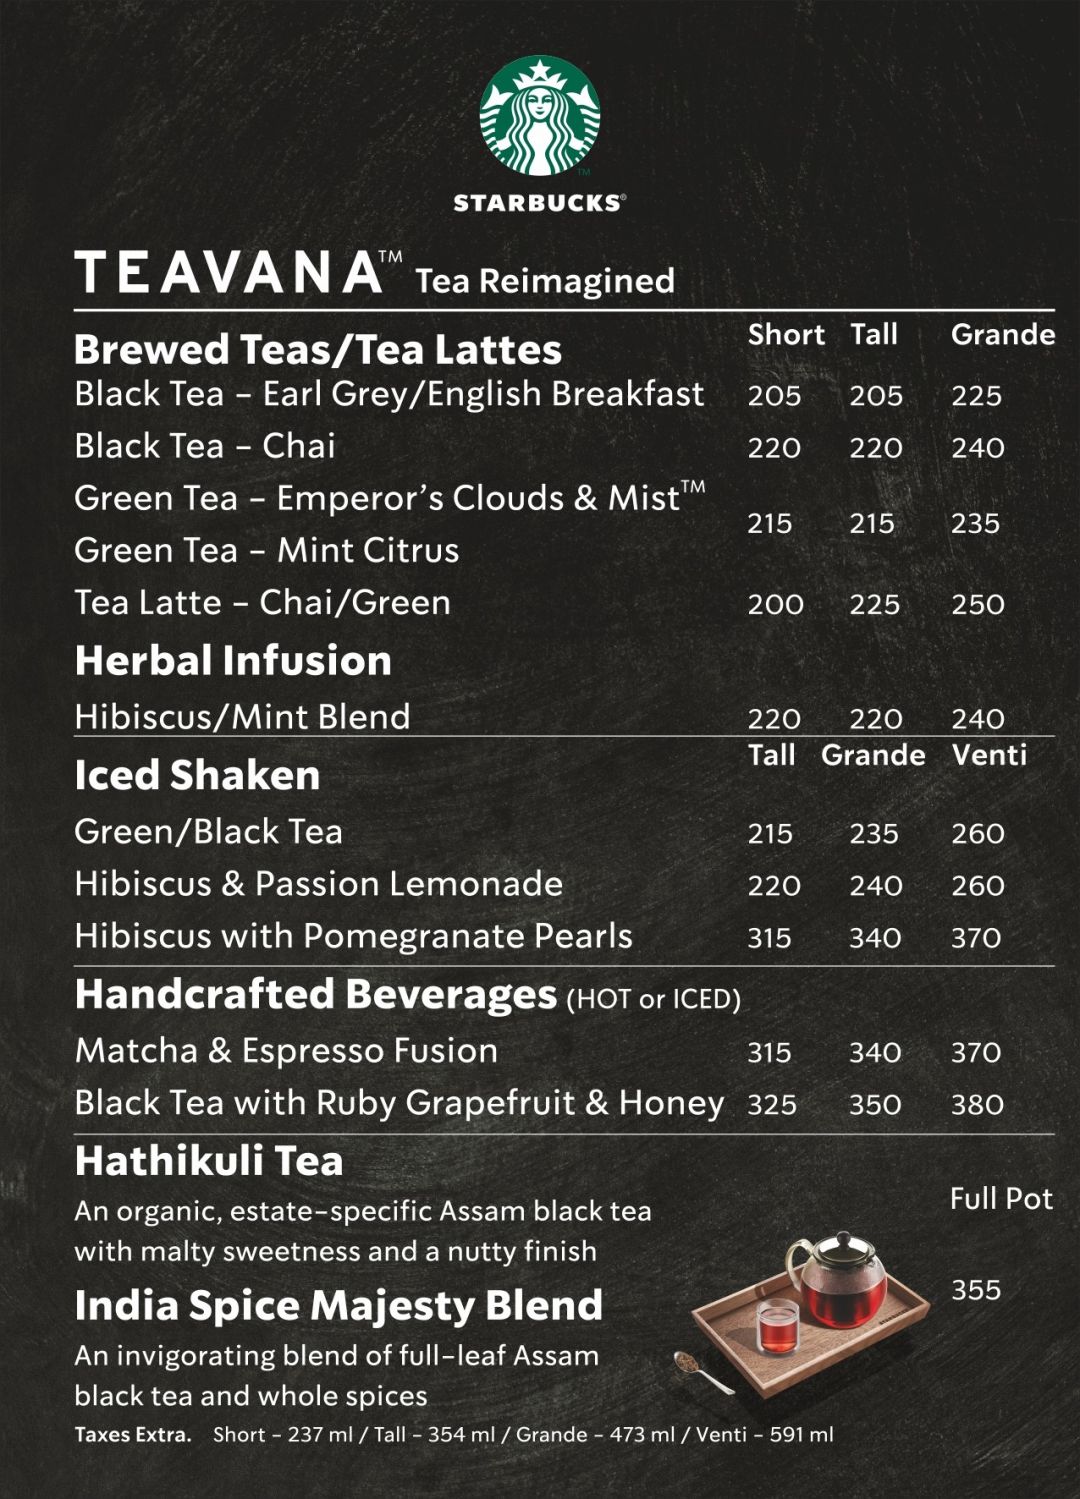 TM
STARBUCKS®
TEAVANA™ Tea Reimagined
Brewed Teas/Tea Lattes Short Tall Grande
Black Tea – Earl Grey/English Breakfast 205 205 225
Black Tea – Chai 220 220 240
Green Tea – Emperor’s Clouds & Mist™
215 215 235
Green Tea – Mint Citrus
Tea Latte – Chai/Green 200 225 250
Herbal Infusion
Hibiscus/Mint Blend 220 220 240
Tall Grande Venti
Iced Shaken
Green/Black Tea 215 235 260
Hibiscus & Passion Lemonade 220 240 260
Hibiscus with Pomegranate Pearls 315 340 370
Handcrafted Beverages (HOT or ICED)
Matcha & Espresso Fusion 315 340 370
Black Tea with Ruby Grapefruit & Honey 325 350 380
Hathikuli Tea
Full Pot
An organic, estate-specific Assam black tea
with malty sweetness and a nutty finish
355
India Spice Majesty Blend
An invigorating blend of full-leaf Assam
black tea and whole spices
Taxes Extra. Short - 237 ml / Tall - 354 ml / Grande - 473 ml / Venti - 591 ml